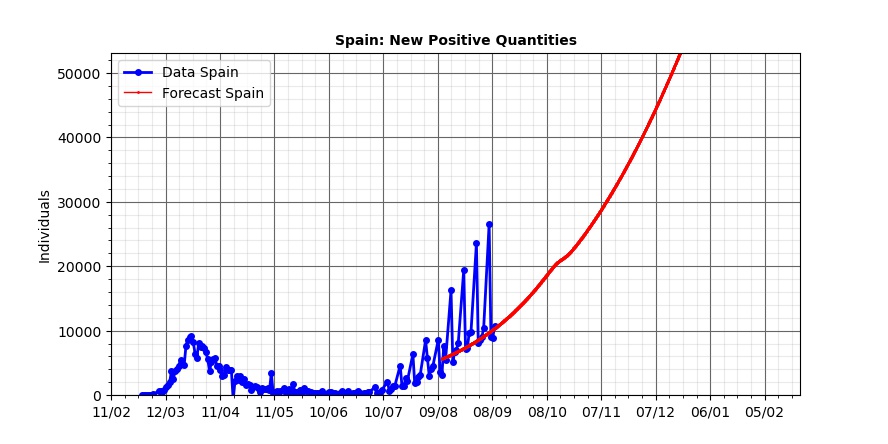 Spain: New Positive Quantities
Data Spain
Forecast Spain
Individuals
50000
40000
30000
20000
10000
0
11/02 12/03 11/04 11/05 10/06 10/07 09/08 08/09 08/10 07/11 07/12 06/01 05/02